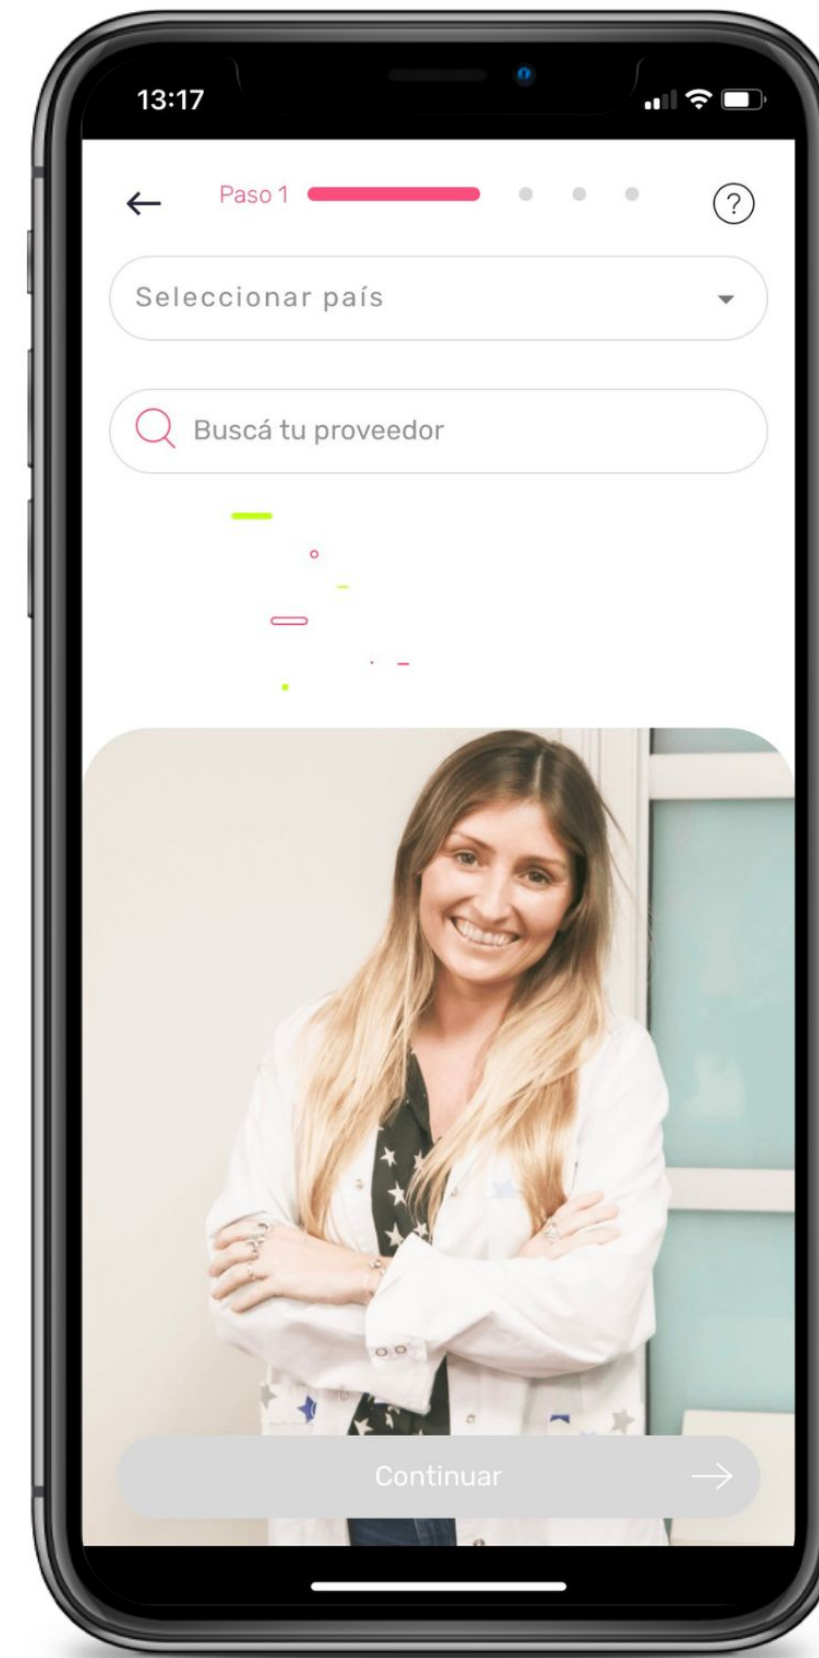 13:17
Paso 1
?
Seleccionar país
Buscá tu proveedor
Continuar